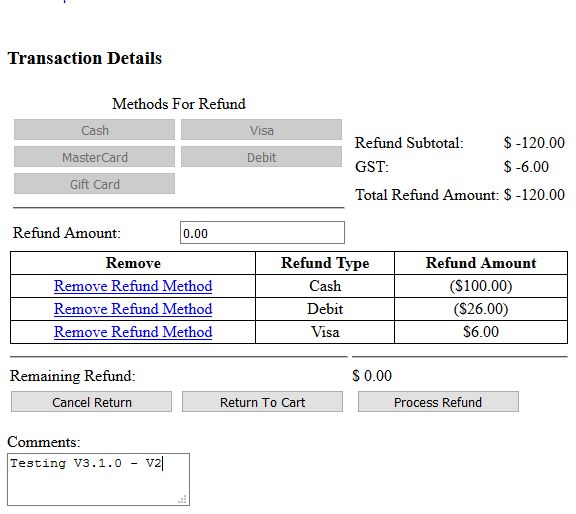 Transaction Details
Methods For Refund
Cash Visa
MasterCard Debit
Gift Card
Refund Subtotal: $ -120.00
GST: $ -6.00
Total Refund Amount: $ -120.00
Refund Amount: 0.00
Remove Refund Type Refund Amount
Remove Refund Method Cash ($100.00)
Remove Refund Method Debit ($26.00)
Remove Refund Method Visa $6.00
Remaining Refund: $ 0.00
Cancel Return Return To Cart Process Refund
Comments:
Testing V3.1.0 - V2